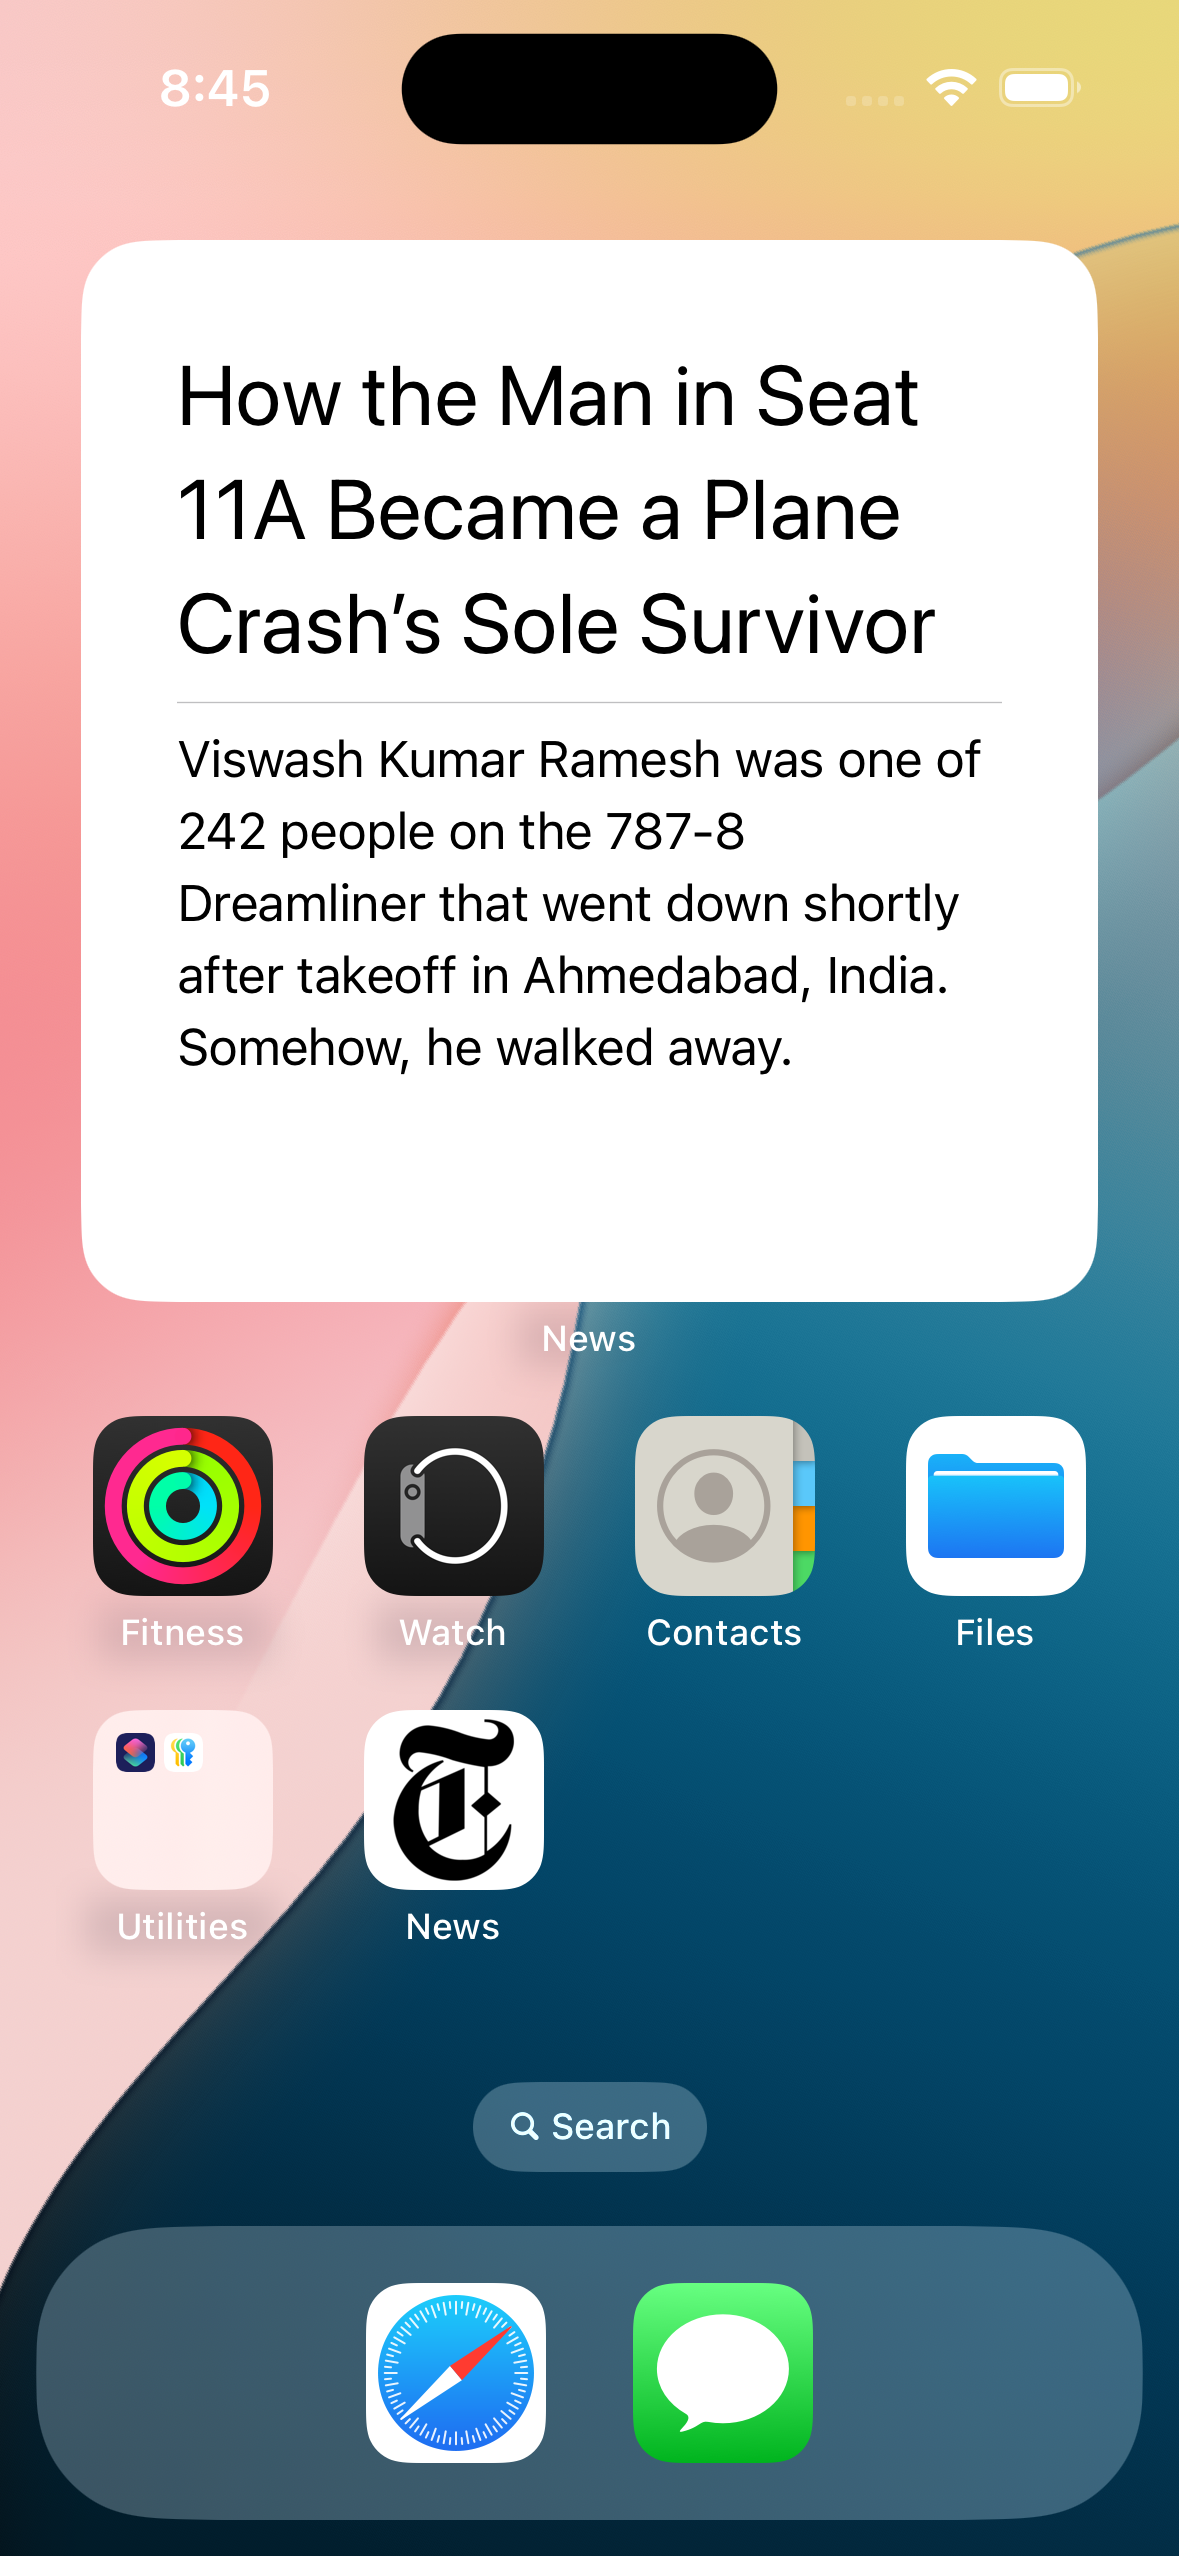 8:45
How the Man in Seat
11A Became a Plane
Crash’s Sole Survivor
Viswash Kumar Ramesh was one of
242 people on the 787-8
Dreamliner that went down shortly
after takeoff in Ahmedabad, India.
Somehow, he walked away.
News
Fitness
Watch
Contacts
Files
Utilities
News
Search